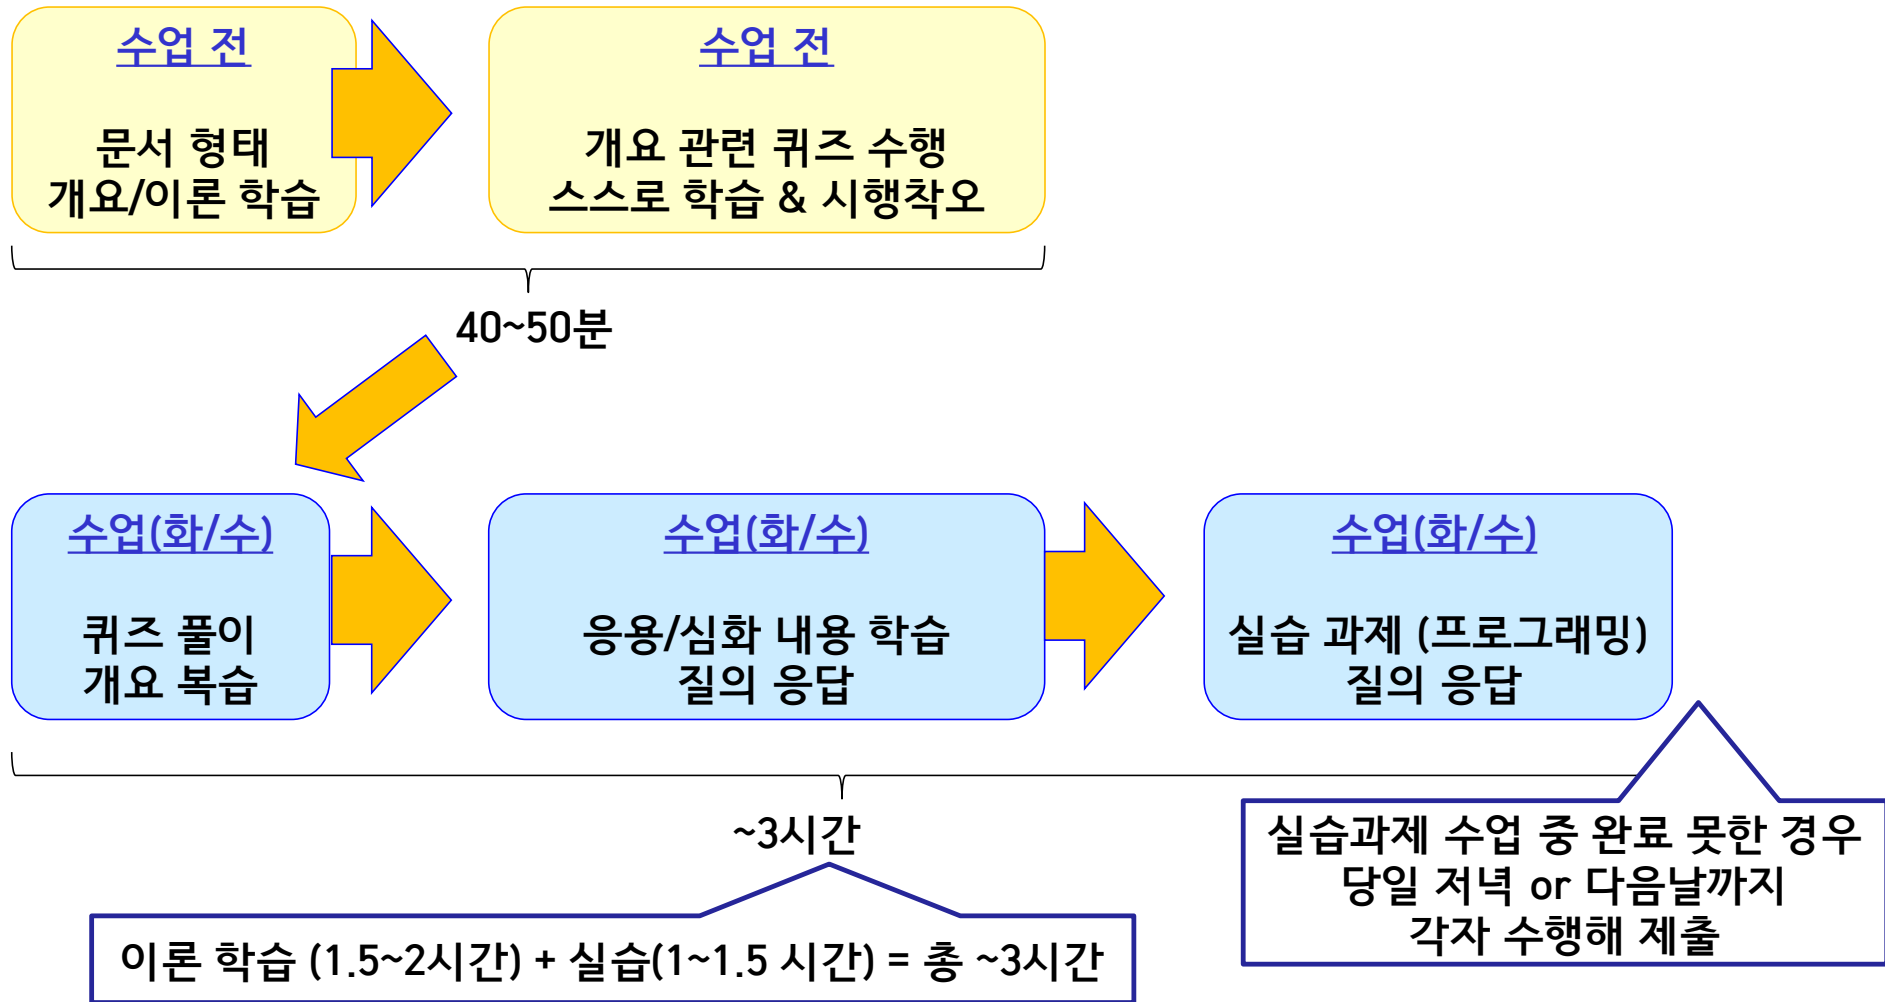 수업 전
문서 형태
개요/이론 학습
수업 전
개요 관련 퀴즈 수행
스스로 학습 & 시행착오
40~50분
수업(화/수)
퀴즈 풀이
개요 복습
수업(화/수)
응용/심화 내용 학습
질의 응답
수업(화/수)
실습 과제 (프로그래밍)
질의 응답
~3시간
이론 학습 (1.5~2시간) + 실습(1~1.5 시간) = 총 ~3시간
실습과제 수업 중 완료 못한 경우
당일 저녁 or 다음날까지
각자 수행해 제출